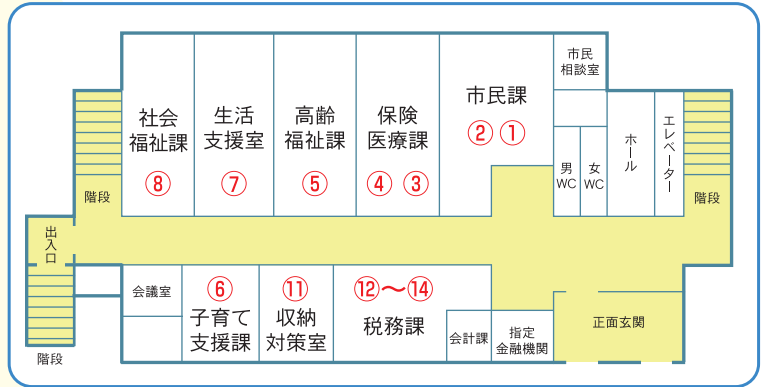 市民
相談室
社会
福祉課
⑧
生活
支援室
⑦
高齢
福祉課
⑤
保険
医療課
④ ③
市民課
② ①
男
WC
女
WC
ホール
エレベーター
階段
階段
出入口
階段
会議室
⑥
子育て
支援課
⑪
収納
対策室
⑫〜⑭
税務課
会計課
指定
金融機関
正面玄関